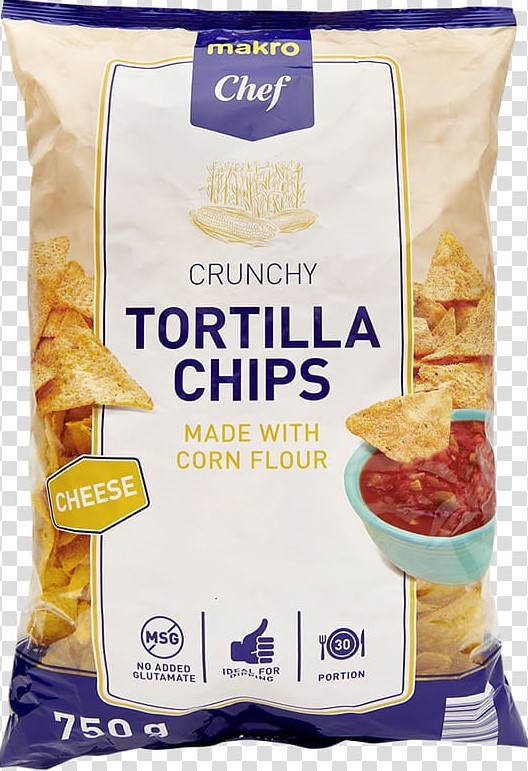 makro
Chef
CRUNCHY
TORTILLA
CHIPS
MADE WITH
CORN FLOUR
CHEESE
MSG
NO ADDED
GLUTAMATE
IDEAL FOR
DIPPING
30
PORTION
750 g